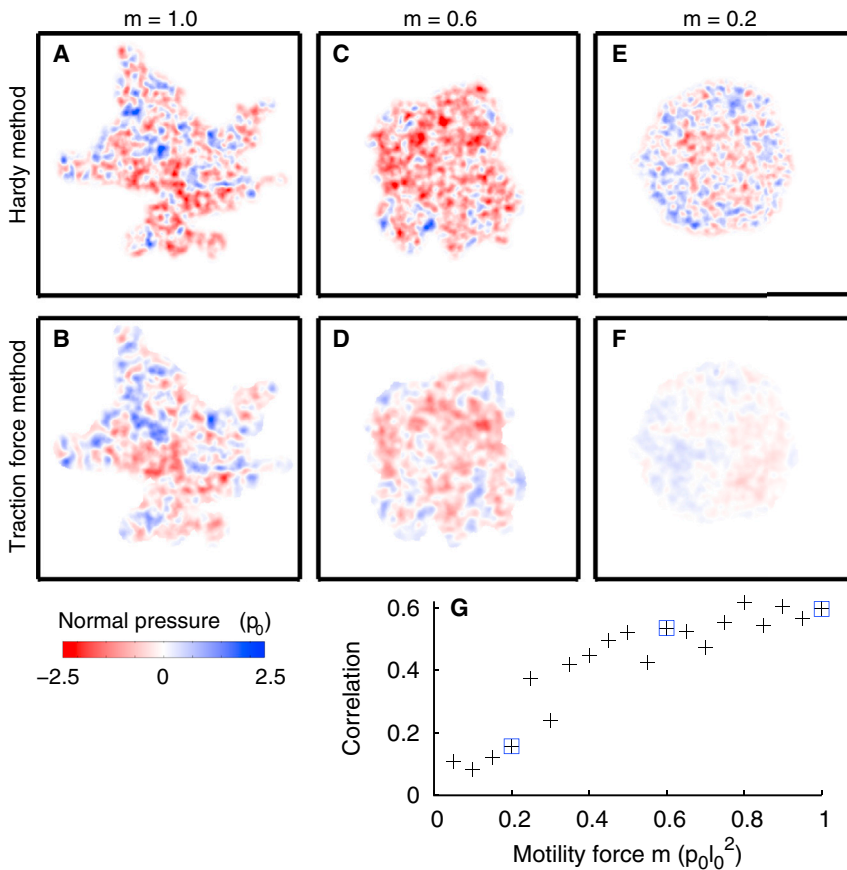 m = 1.0 m = 0.6 m = 0.2
A C E
Hardy method
B D F
Traction force method
Normal pressure (p₀)
−2.5 0 2.5
G
Correlation
0.6
0.4
0.2
0
0 0.2 0.4 0.6 0.8 1
Motility force m (p₀l₀²)